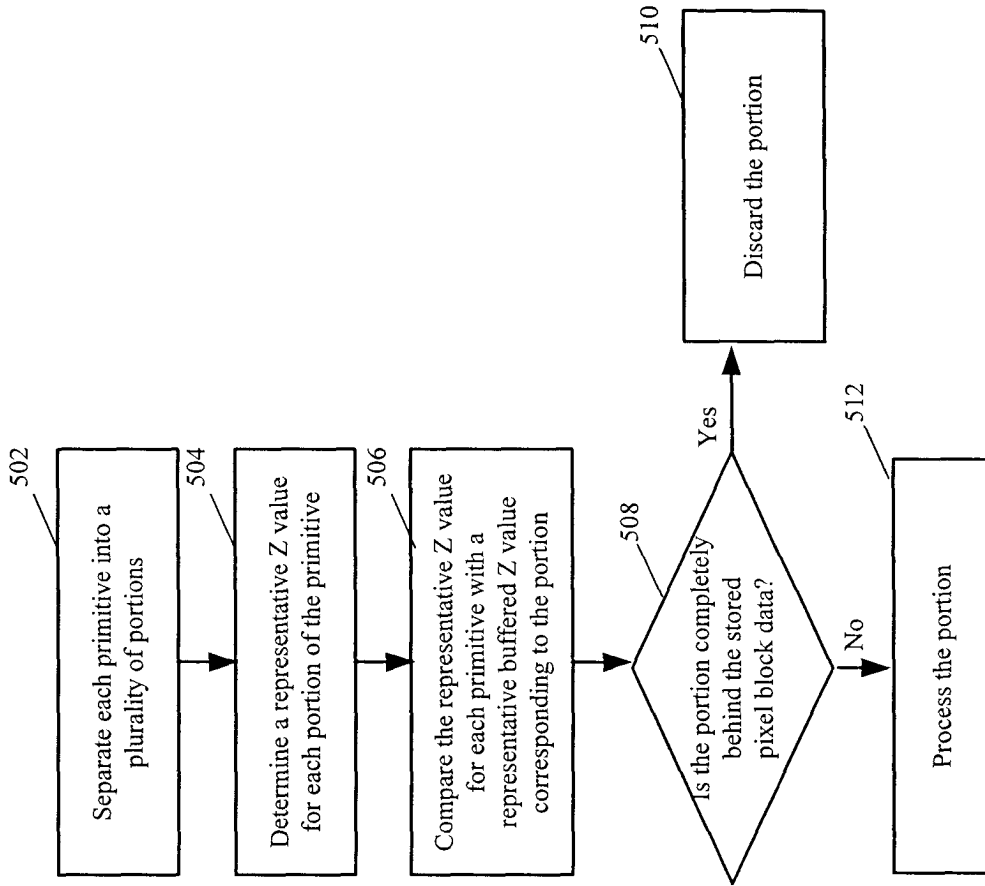 502
Separate each primitive into a
plurality of portions
504
Determine a representative Z value
for each portion of the primitive
506
Compare the representative Z value
for each primitive with a
representative buffered Z value
corresponding to the portion
508
Is the portion completely
behind the stored
pixel block data?
Yes
510
Discard the portion
No
512
Process the portion